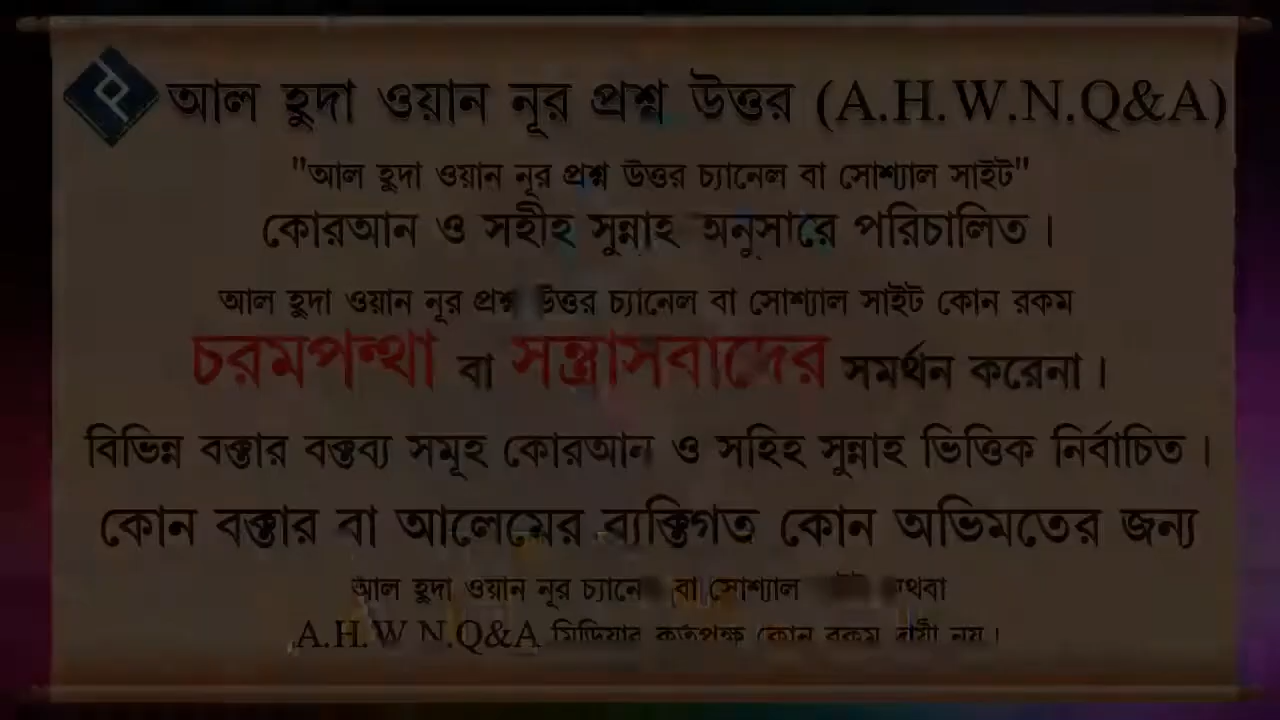 আল হুদা ওয়ান নূর প্রশ্ন উত্তর (A.H.W.N.Q&A)
"আল হুদা ওয়ান নূর প্রশ্ন উত্তর চ্যানেল বা সোশ্যাল সাইট"
কোরআন ও সহীহ সুন্নাহ অনুসারে পরিচালিত ।
আল হুদা ওয়ান নূর প্রশ্ন উত্তর চ্যানেল বা সোশ্যাল সাইট কোন রকম
চরমপন্থা বা সন্ত্রাসবাদের সমর্থন করেনা ।
বিভিন্ন বক্তার বক্তব্য সমূহ কোরআন ও সহিহ সুন্নাহ ভিত্তিক নির্বাচিত ।
কোন বক্তার বা আলেমের ব্যক্তিগত কোন অভিমতের জন্য
আল হুদা ওয়ান নূর বা সোশ্যাল
A.H.W.N.Q&A মিডিয়ার কর্তৃপক্ষ কোন রকম দায়ী নয় ।